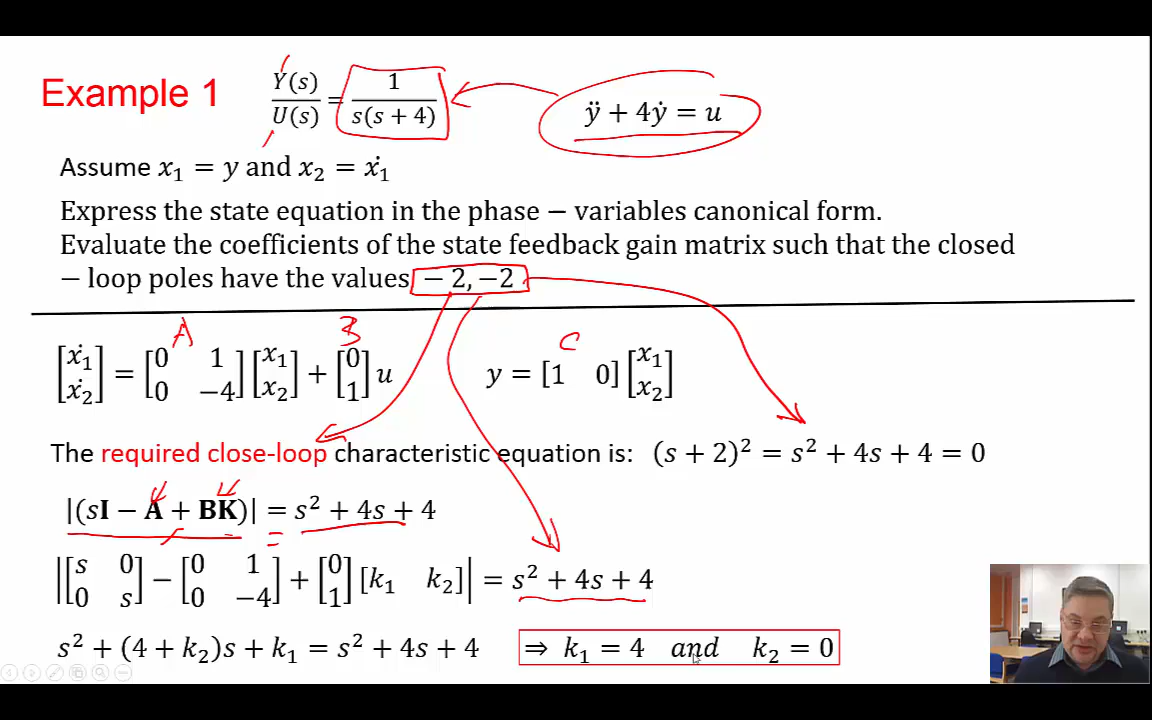 Example 1 Y(s)/U(s) = 1/(s(s + 4)) ÿ + 4ẏ = u
Assume x₁ = y and x₂ = ẋ₁
Express the state equation in the phase − variables canonical form.
Evaluate the coefficients of the state feedback gain matrix such that the closed
− loop poles have the values − 2, −2
A B C
[ẋ₁; ẋ₂] = [0 1; 0 −4] [x₁; x₂] + [0; 1] u y = [1 0] [x₁; x₂]
The required close-loop characteristic equation is: (s + 2)² = s² + 4s + 4 = 0
|(sI − A + BK)| = s² + 4s + 4
=
|[s 0; 0 s] − [0 1; 0 −4] + [0; 1] [k₁ k₂]| = s² + 4s + 4
s² + (4 + k₂)s + k₁ = s² + 4s + 4 ⇒ k₁ = 4 and k₂ = 0